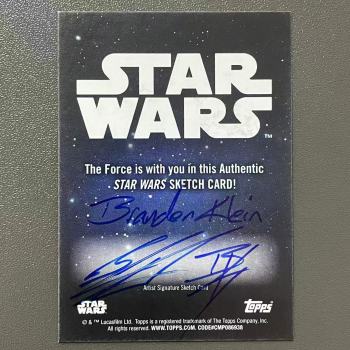 STAR
WARS
™
The Force is with you in this Authentic
STAR WARS SKETCH CARD!
Branden Klein
Artist Signature Sketch Card
STAR
WARS
topps
© & ™ Lucasfilm Ltd. Topps is a registered trademark of The Topps Company, Inc.
All rights reserved. WWW.TOPPS.COM. CODE#CMP086938